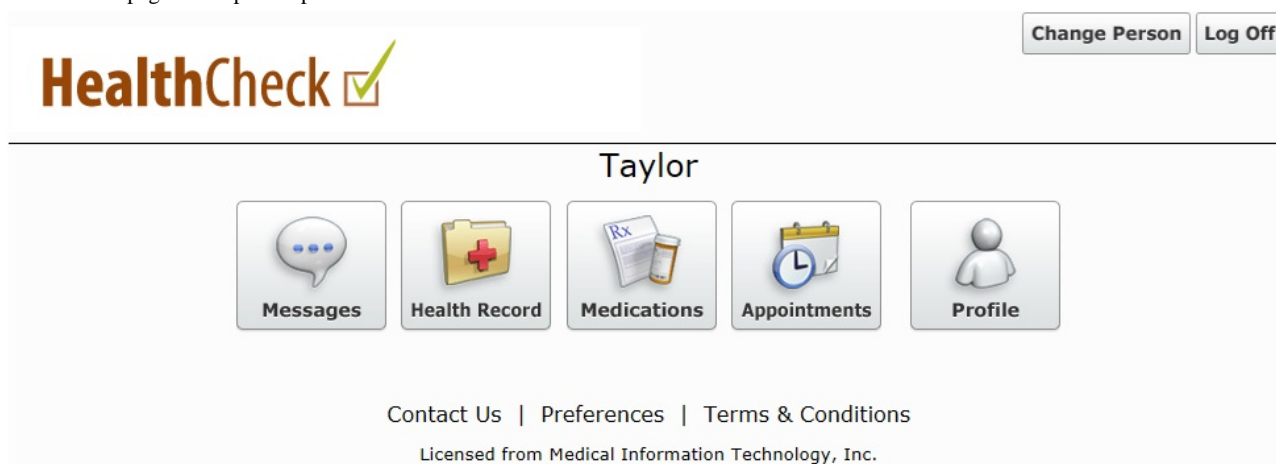 Change Person Log Off
HealthCheck
Taylor
Rx
Messages Health Record Medications Appointments Profile
Contact Us | Preferences | Terms & Conditions
Licensed from Medical Information Technology, Inc.